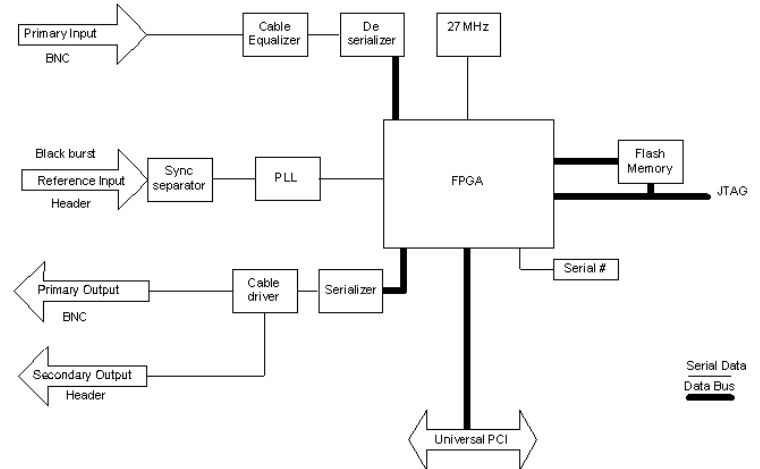 Primary Input
BNC
Cable
Equalizer
De
serializer
27 MHz
Black burst
Reference Input
Header
Sync
separator
PLL
FPGA
Flash
Memory
JTAG
Primary Output
BNC
Cable
driver
Serializer
Serial #
Secondary Output
Header
Universal PCI
Serial Data
Data Bus